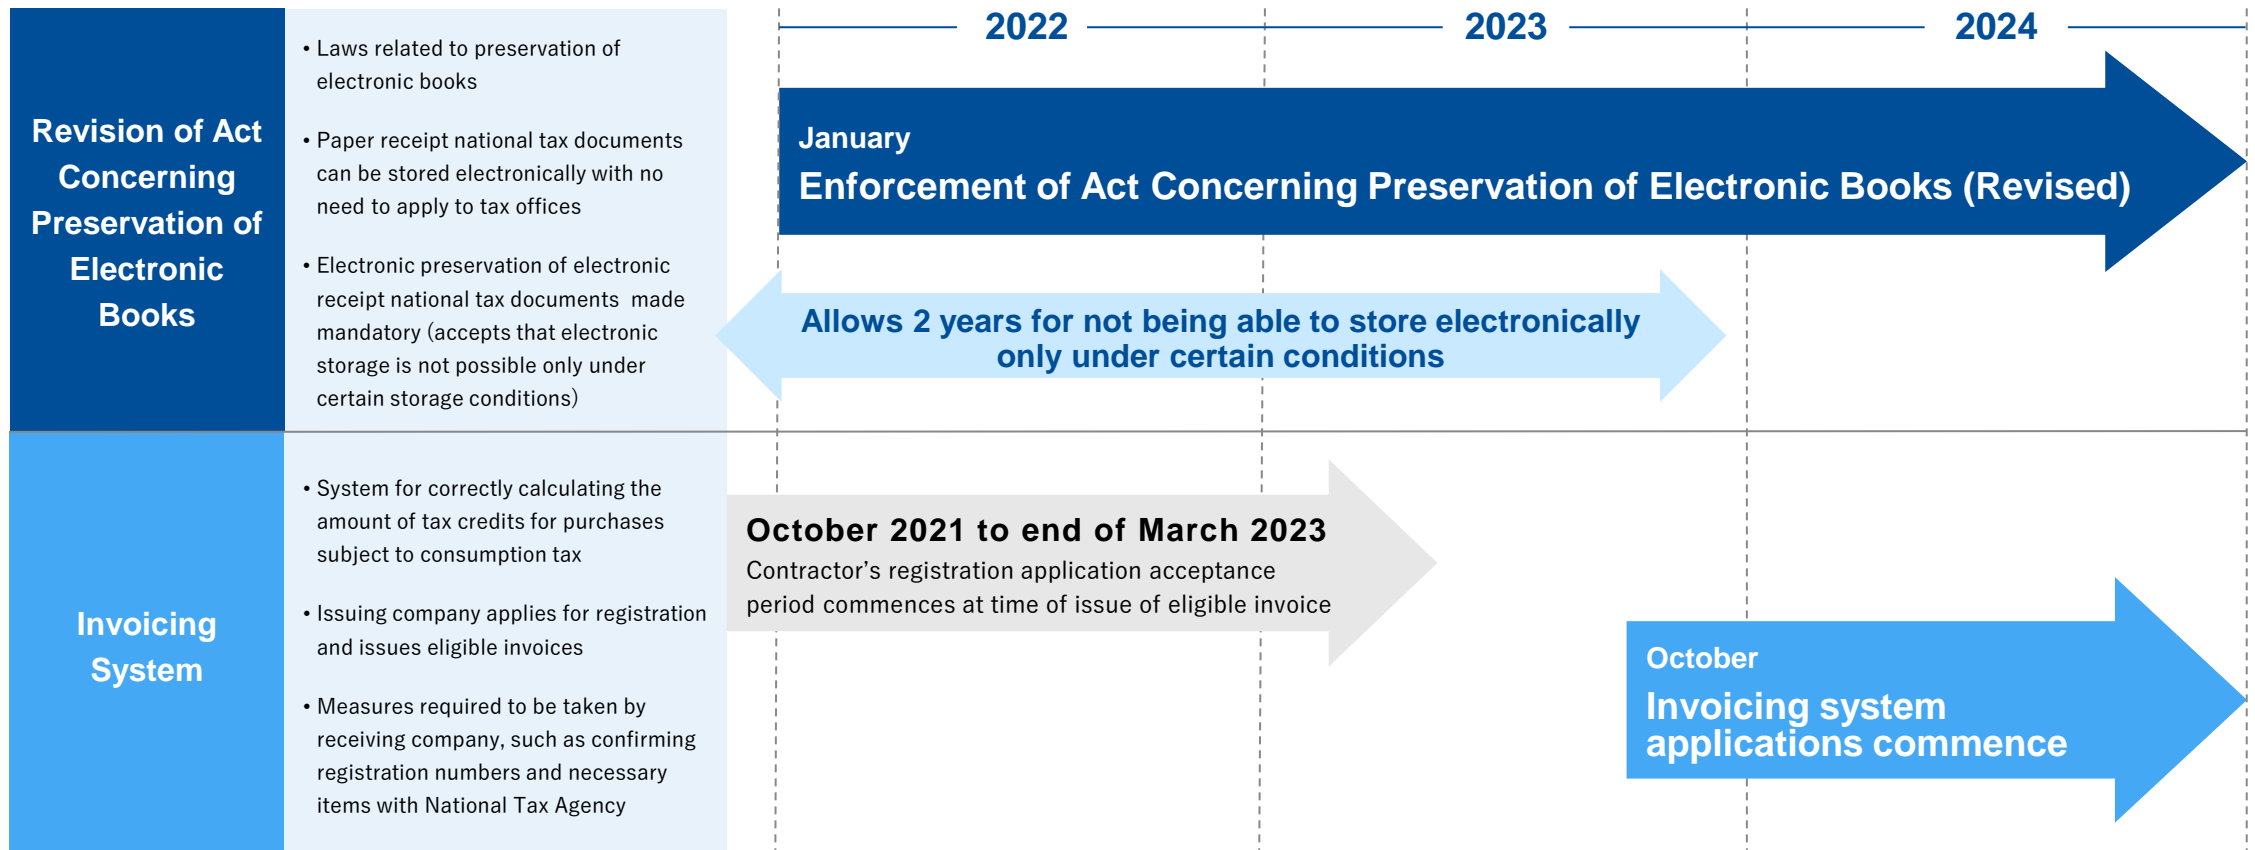 2022
2023
2024
Revision of Act
Concerning
Preservation of
Electronic
Books
• Laws related to preservation of
electronic books
• Paper receipt national tax documents
can be stored electronically with no
need to apply to tax offices
• Electronic preservation of electronic
receipt national tax documents made
mandatory (accepts that electronic
storage is not possible only under
certain storage conditions)
January
Enforcement of Act Concerning Preservation of Electronic Books (Revised)
Allows 2 years for not being able to store electronically
only under certain conditions
Invoicing
System
• System for correctly calculating the
amount of tax credits for purchases
subject to consumption tax
• Issuing company applies for registration
and issues eligible invoices
• Measures required to be taken by
receiving company, such as confirming
registration numbers and necessary
items with National Tax Agency
October 2021 to end of March 2023
Contractor’s registration application acceptance
period commences at time of issue of eligible invoice
October
Invoicing system
applications commence